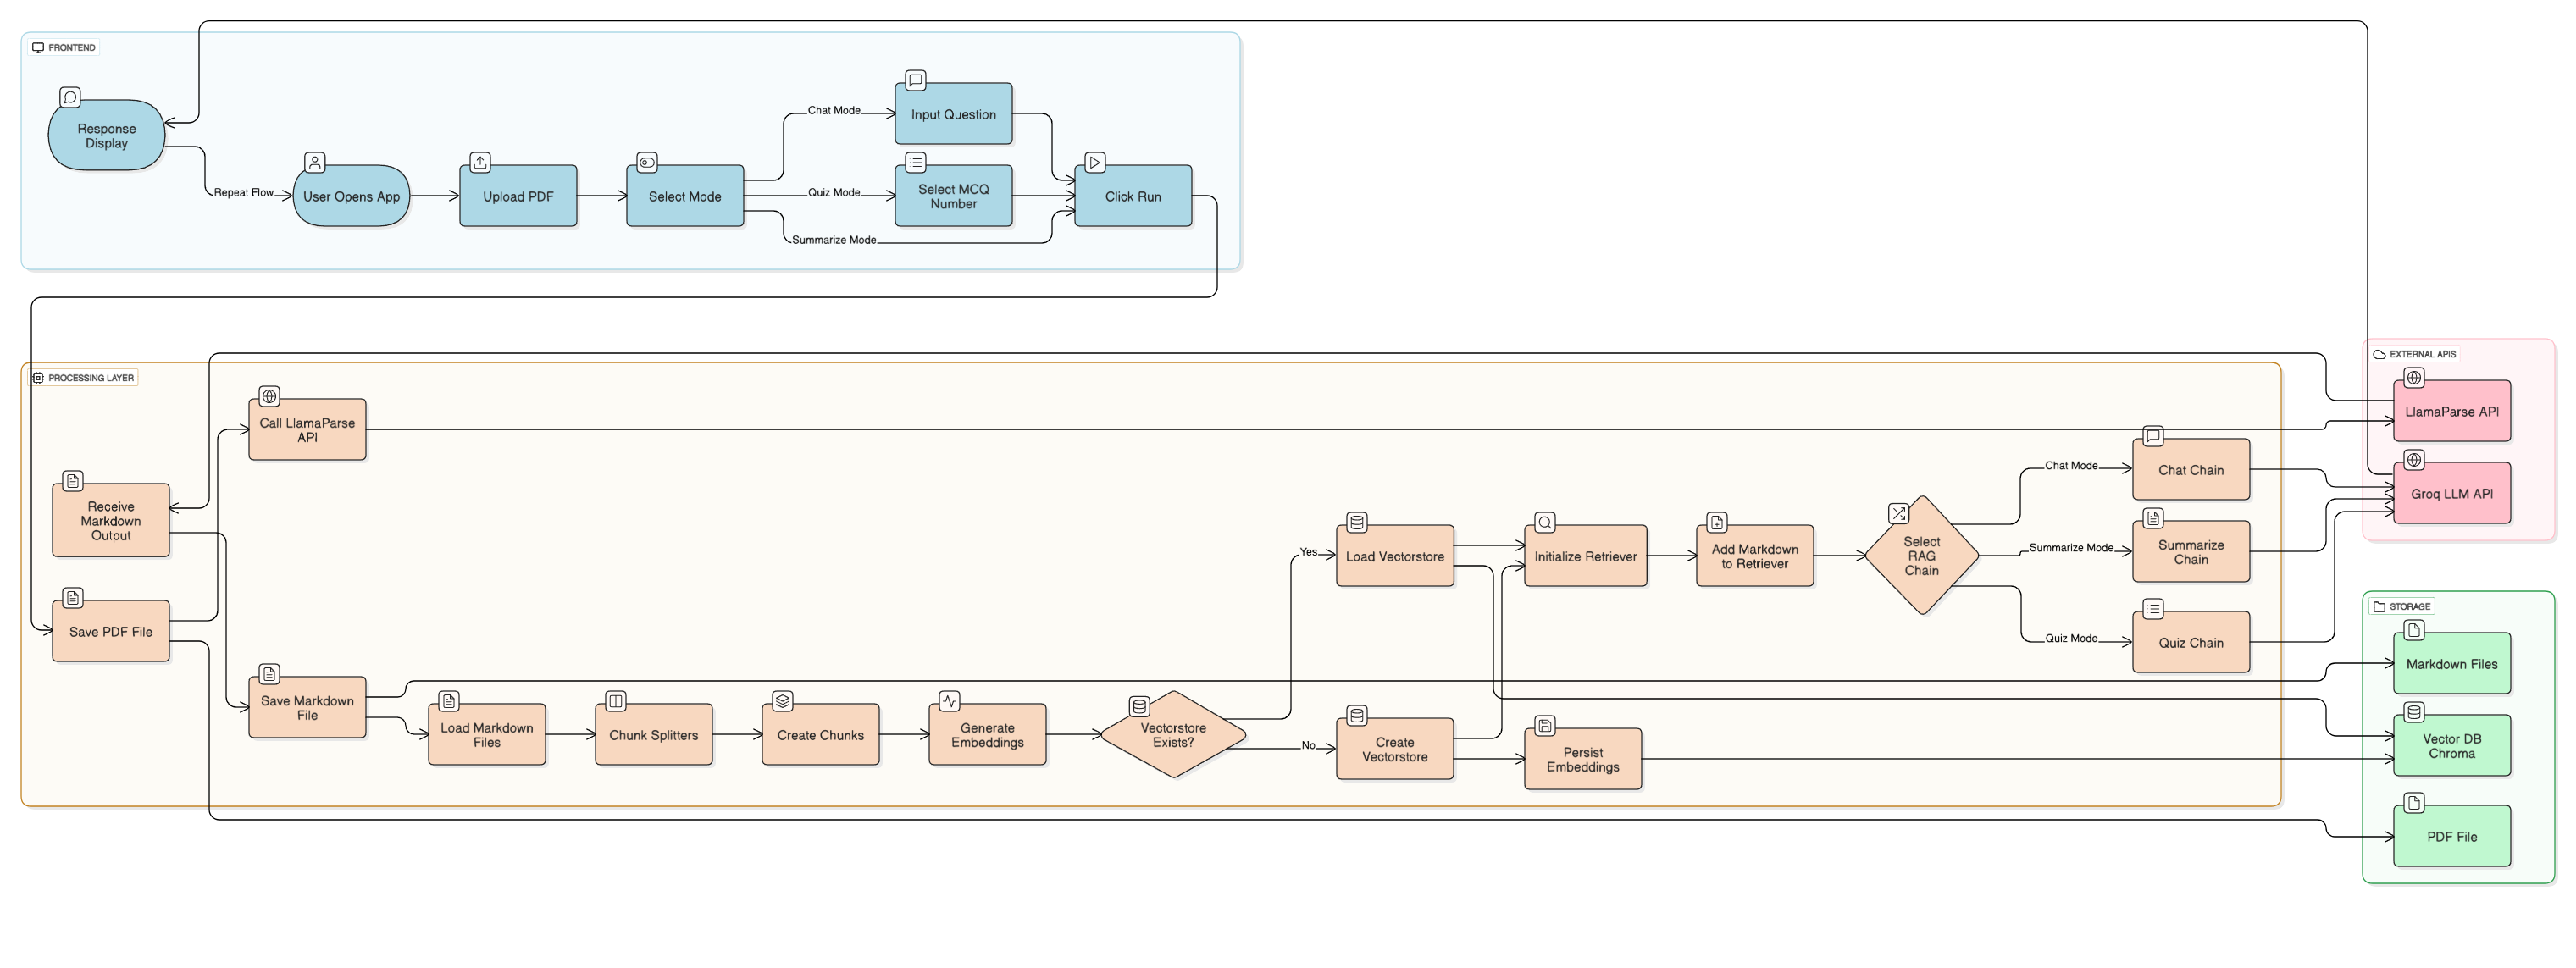 FRONTEND
Response
Display
Repeat Flow
User Opens App
Upload PDF
Select Mode
Chat Mode
Input Question
Quiz Mode
Select MCQ
Number
Summarize Mode
Click Run
PROCESSING LAYER
Call LlamaParse
API
Receive
Markdown
Output
Save PDF File
Save Markdown
File
Load Markdown
Files
Chunk Splitters
Create Chunks
Generate
Embeddings
Vectorstore
Exists?
Yes
Load Vectorstore
No
Create
Vectorstore
Initialize Retriever
Persist
Embeddings
Add Markdown
to Retriever
Select
RAG
Chain
Chat Mode
Chat Chain
Summarize Mode
Summarize
Chain
Quiz Mode
Quiz Chain
EXTERNAL APIS
LlamaParse API
Groq LLM API
STORAGE
Markdown Files
Vector DB
Chroma
PDF File